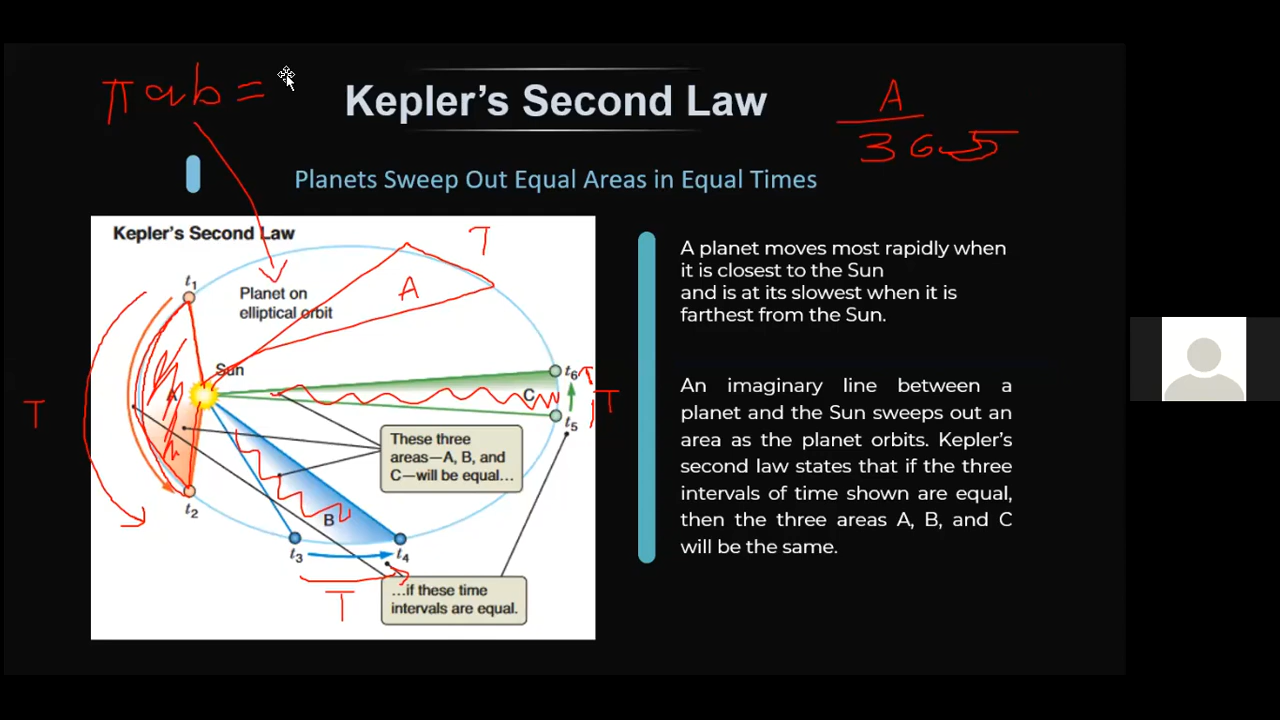 π a b =
Kepler's Second Law
A
365
Planets Sweep Out Equal Areas in Equal Times
Kepler's Second Law
T
t1
Planet on
elliptical orbit
A
Sun
A
T
t6
C
T
t5
T
These three
areas—A, B, and
C—will be equal...
t2
B
t3
t4
...if these time
intervals are equal.
T
A planet moves most rapidly when
it is closest to the Sun
and is at its slowest when it is
farthest from the Sun.
An imaginary line between a
planet and the Sun sweeps out an
area as the planet orbits. Kepler's
second law states that if the three
intervals of time shown are equal,
then the three areas A, B, and C
will be the same.